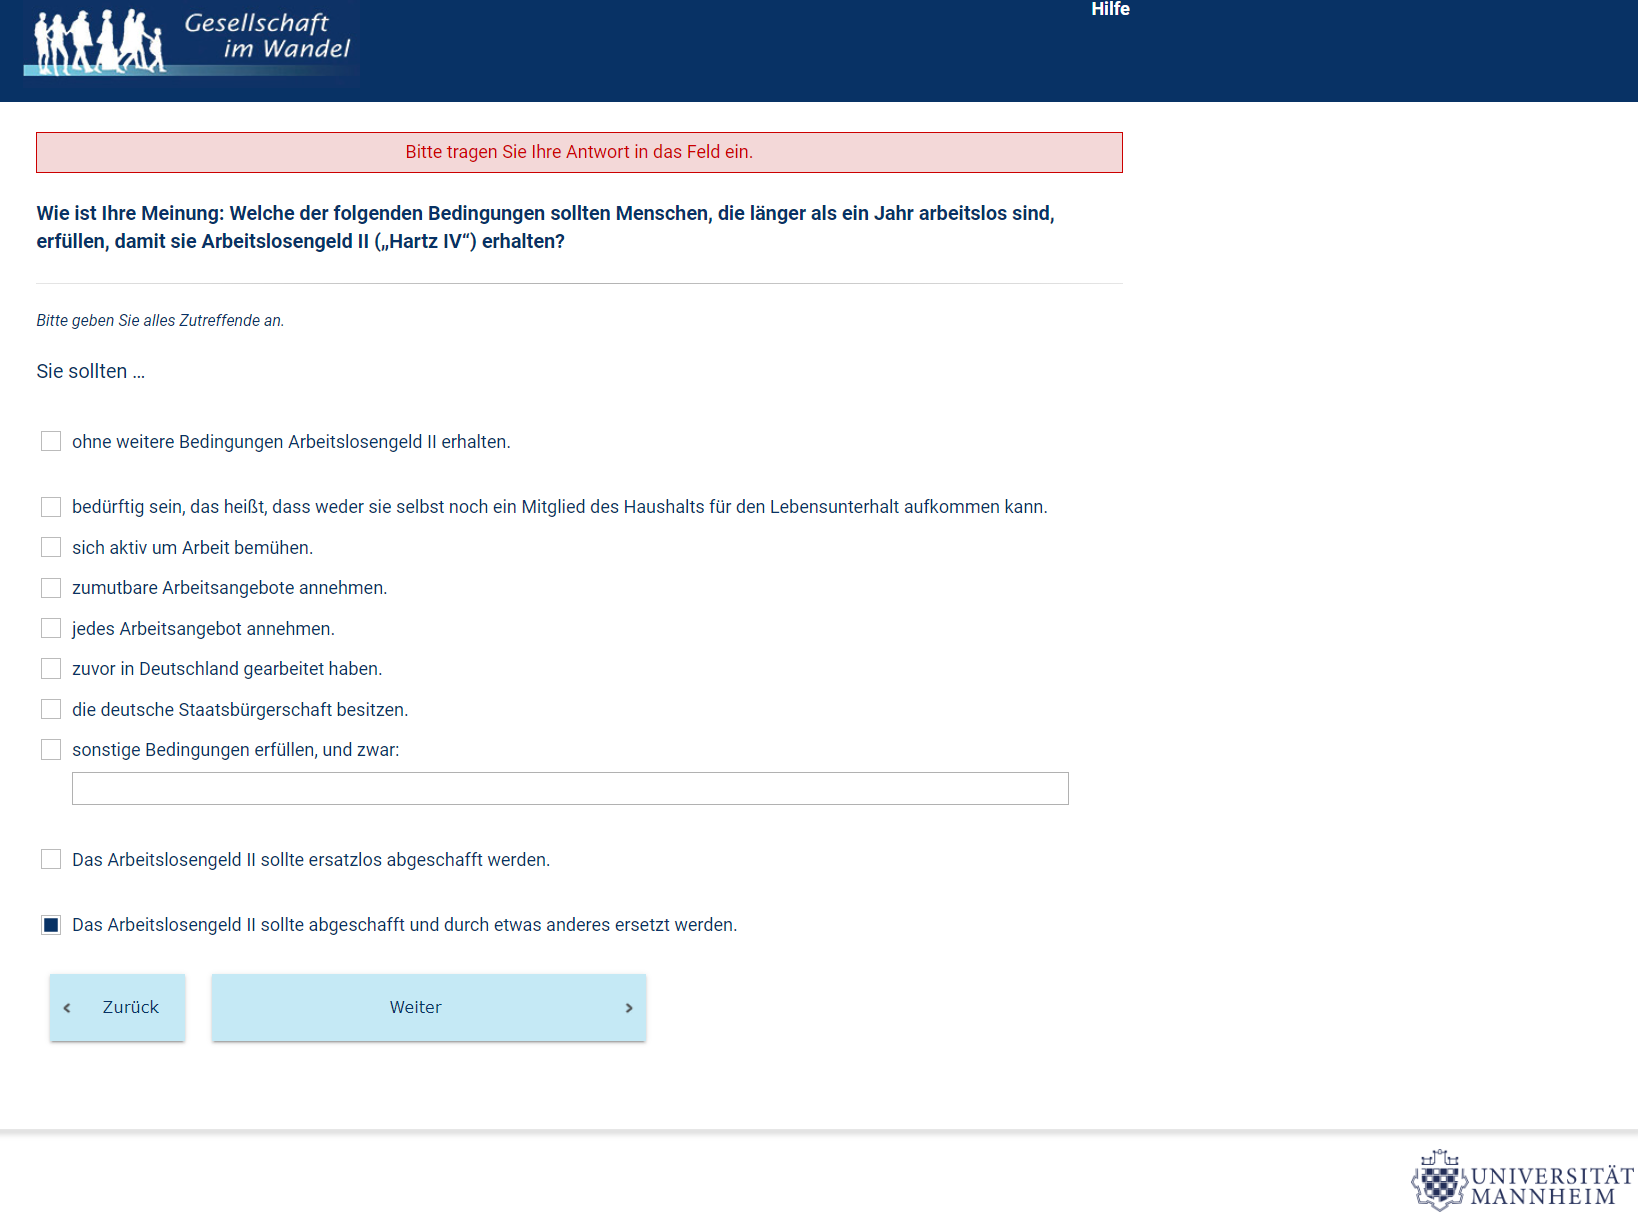 Gesellschaft
im Wandel
Hilfe
Bitte tragen Sie Ihre Antwort in das Feld ein.
Wie ist Ihre Meinung: Welche der folgenden Bedingungen sollten Menschen, die länger als ein Jahr arbeitslos sind,
erfüllen, damit sie Arbeitslosengeld II („Hartz IV“) erhalten?
Bitte geben Sie alles Zutreffende an.
Sie sollten ...
ohne weitere Bedingungen Arbeitslosengeld II erhalten.
bedürftig sein, das heißt, dass weder sie selbst noch ein Mitglied des Haushalts für den Lebensunterhalt aufkommen kann.
sich aktiv um Arbeit bemühen.
zumutbare Arbeitsangebote annehmen.
jedes Arbeitsangebot annehmen.
zuvor in Deutschland gearbeitet haben.
die deutsche Staatsbürgerschaft besitzen.
sonstige Bedingungen erfüllen, und zwar:
Das Arbeitslosengeld II sollte ersatzlos abgeschafft werden.
Das Arbeitslosengeld II sollte abgeschafft und durch etwas anderes ersetzt werden.
Zurück
Weiter
UNIVERSITÄT
MANNHEIM